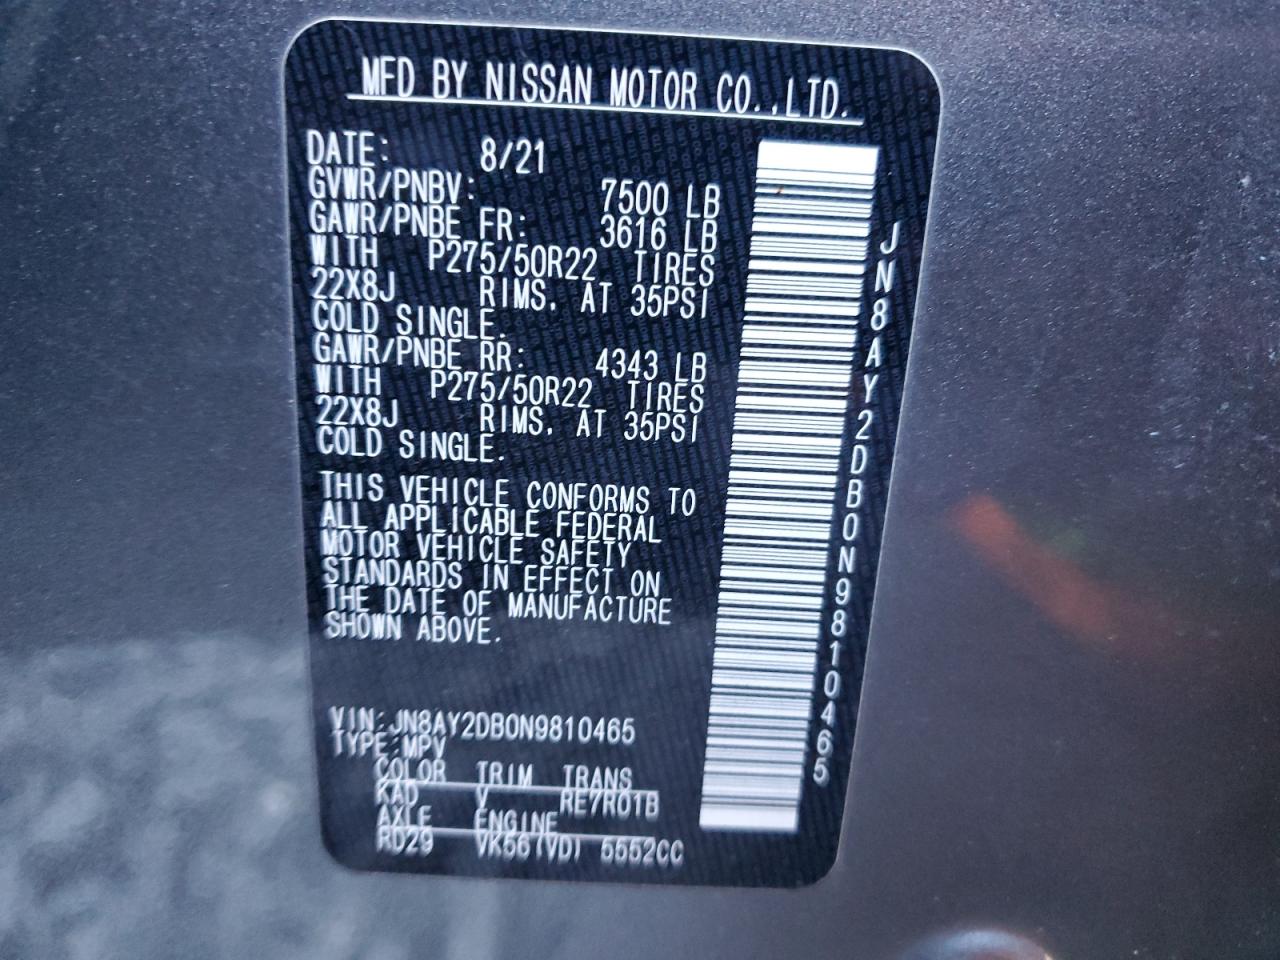 MFD BY NISSAN MOTOR CO.,LTD.
DATE: 8/21
GVWR/PNBV: 7500 LB
GAWR/PNBE FR: 3616 LB
WITH P275/50R22 TIRES
22X8J RIMS, AT 35PSI
COLD SINGLE.
GAWR/PNBE RR: 4343 LB
WITH P275/50R22 TIRES
22X8J RIMS, AT 35PSI
COLD SINGLE.
THIS VEHICLE CONFORMS TO
ALL APPLICABLE FEDERAL
MOTOR VEHICLE SAFETY
STANDARDS IN EFFECT ON
THE DATE OF MANUFACTURE
SHOWN ABOVE.
VIN:JN8AY2DB0N9810465
TYPE:MPV
COLOR TRIM TRANS
KAD V RE7R01B
AXLE ENGINE
RD29 VK56(VD) 5552CC
JN8AY2DB0N9810465